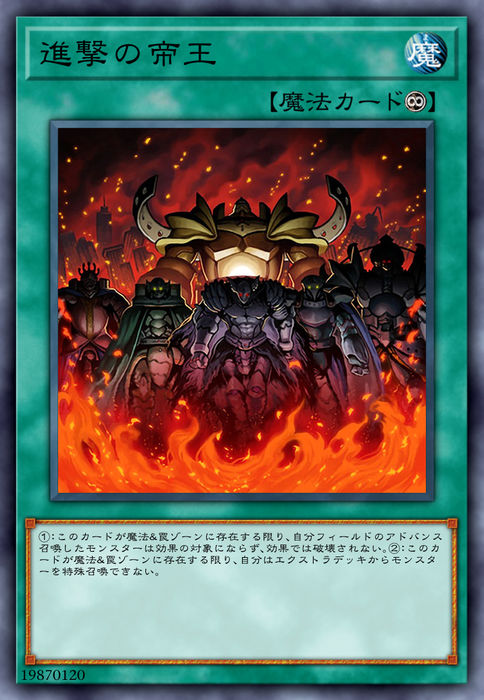 進撃の帝王
魔
【魔法カード♾】
①:このカードが魔法&罠ゾーンに存在する限り、自分フィールドのアドバンス
召喚したモンスターは効果の対象にならず、効果では破壊されない。②:このカ
ードが魔法&罠ゾーンに存在する限り、自分はエクストラデッキからモンスタ
ーを特殊召喚できない。
19870120